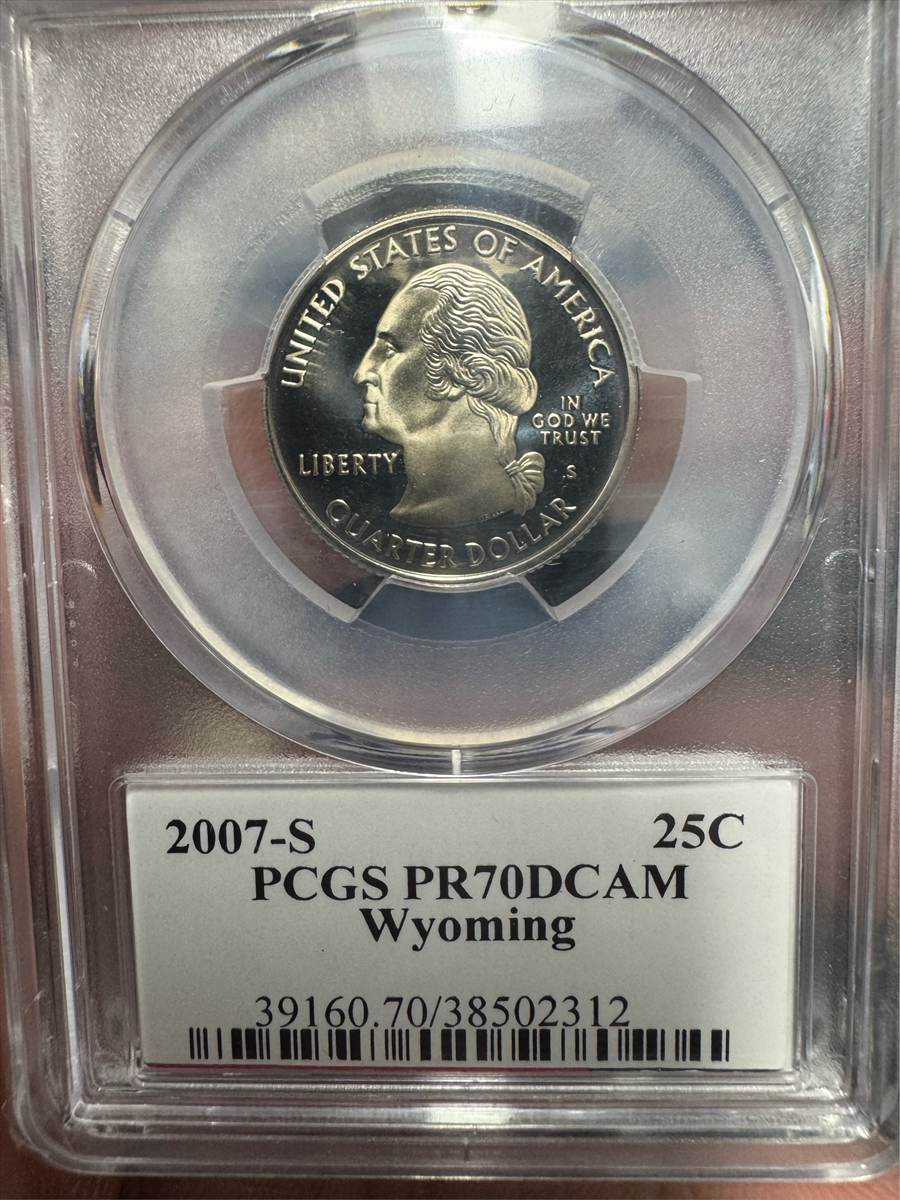 UNITED STATES OF AMERICA
IN
GOD WE
TRUST
LIBERTY
S
QUARTER DOLLAR
2007-S 25C
PCGS PR70DCAM
Wyoming
39160.70/38502312